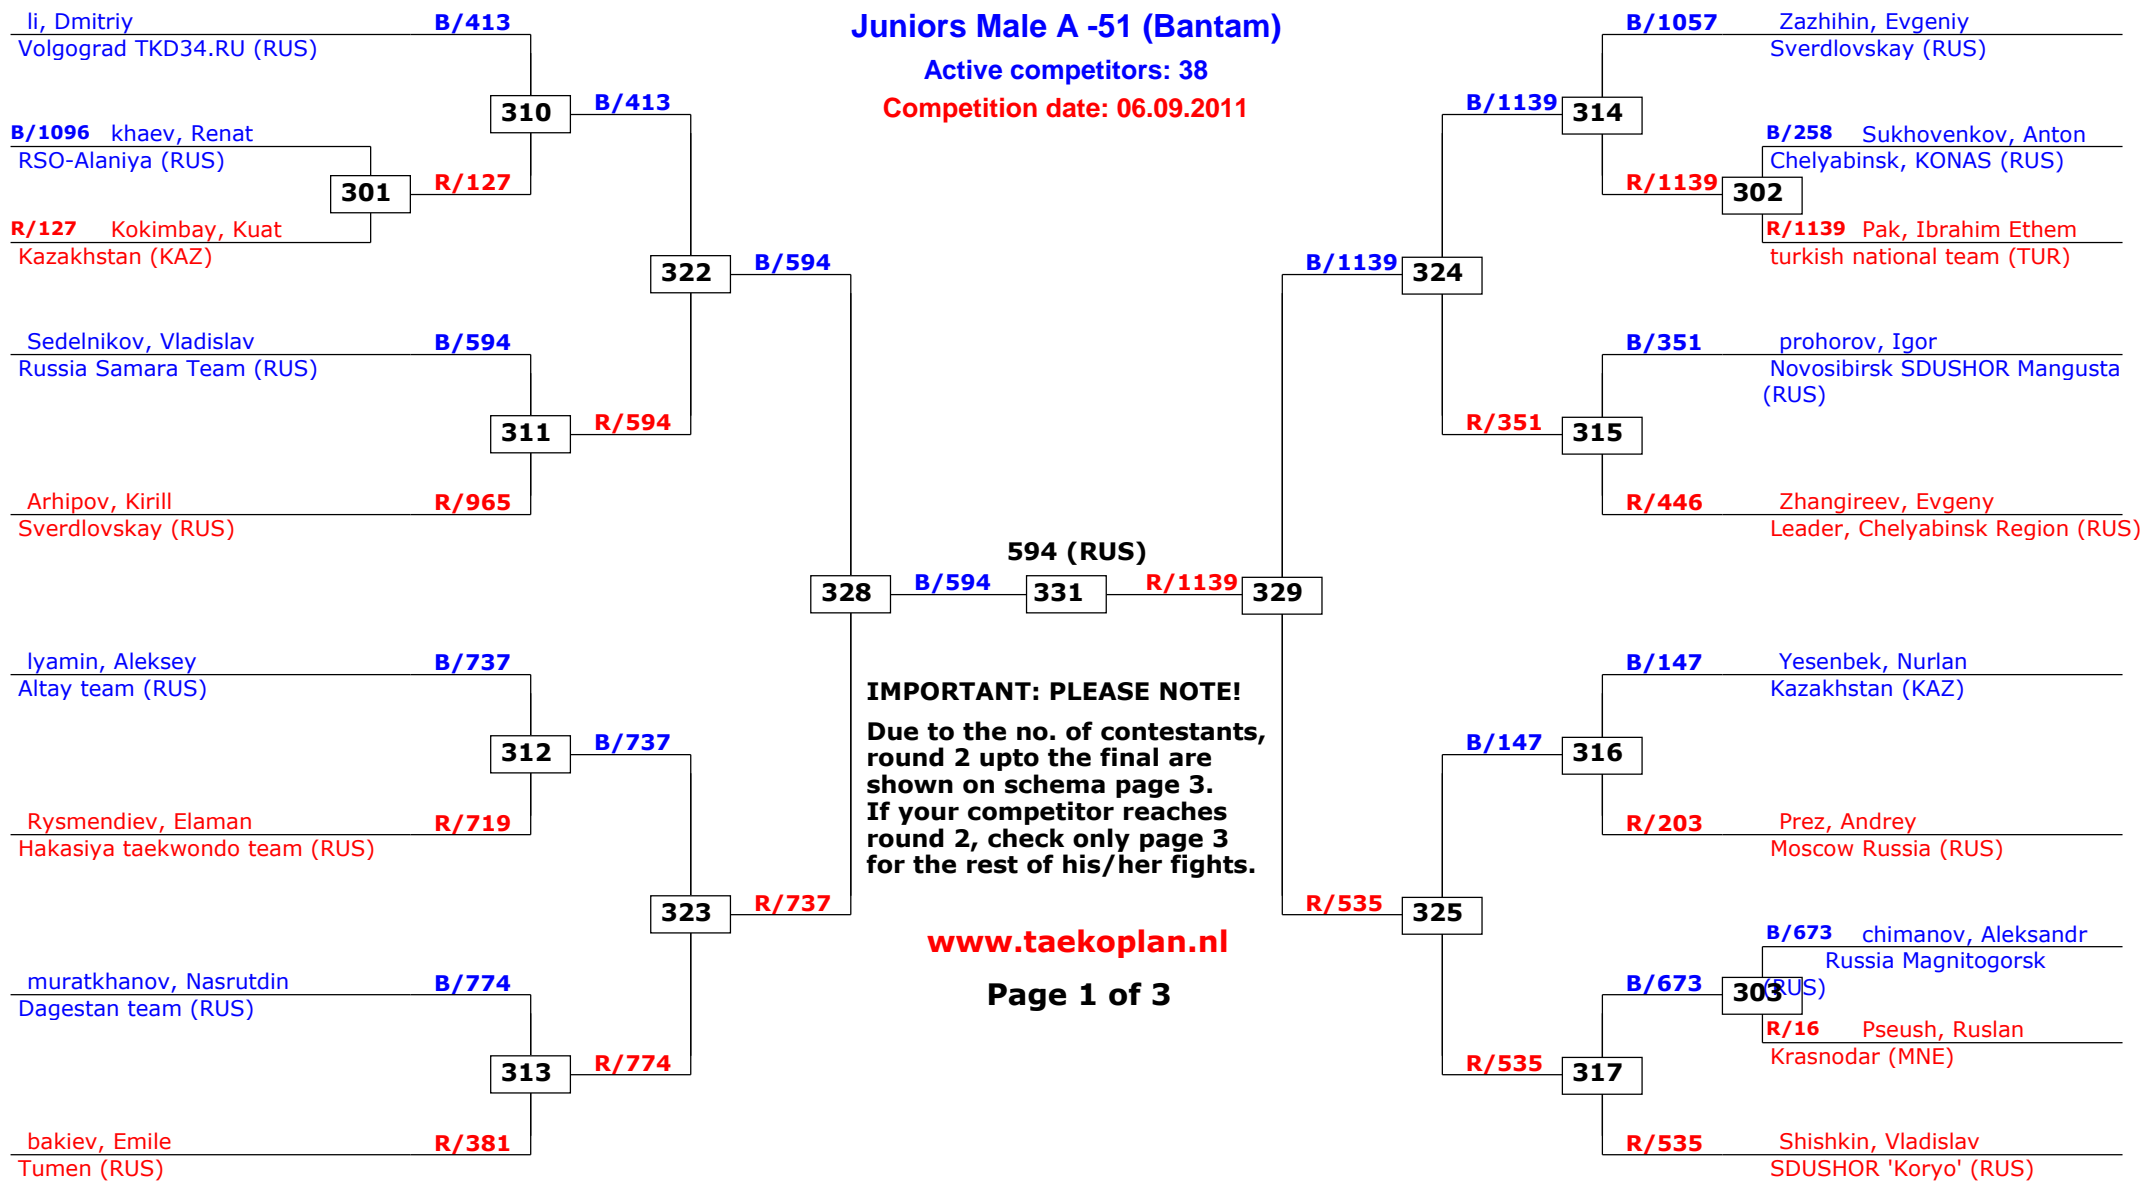 Juniors Male A -51 (Bantam)
Active competitors: 38
Competition date: 06.09.2011
li, Dmitriy B/413
Volgograd TKD34.RU (RUS)
310 B/413
B/1096 khaev, Renat
RSO-Alaniya (RUS)
301 R/127
R/127 Kokimbay, Kuat
Kazakhstan (KAZ)
322 B/594
Sedelnikov, Vladislav B/594
Russia Samara Team (RUS)
311 R/594
Arhipov, Kirill R/965
Sverdlovskay (RUS)
328 B/594
lyamin, Aleksey B/737
Altay team (RUS)
312 B/737
Rysmendiev, Elaman R/719
Hakasiya taekwondo team (RUS)
323 R/737
muratkhanov, Nasrutdin B/774
Dagestan team (RUS)
313 R/774
bakiev, Emile R/381
Tumen (RUS)
594 (RUS)
331
IMPORTANT: PLEASE NOTE!
Due to the no. of contestants,
round 2 upto the final are
shown on schema page 3.
If your competitor reaches
round 2, check only page 3
for the rest of his/her fights.
www.taekoplan.nl
Page 1 of 3
B/1057 Zazhihin, Evgeniy
Sverdlovskay (RUS)
B/1139 314
B/258 Sukhovenkov, Anton
Chelyabinsk, KONAS (RUS)
R/1139 302
R/1139 Pak, Ibrahim Ethem
turkish national team (TUR)
B/1139 324
B/351 prohorov, Igor
Novosibirsk SDUSHOR Mangusta
(RUS)
R/351 315
R/446 Zhangireev, Evgeny
Leader, Chelyabinsk Region (RUS)
R/1139 329
B/147 Yesenbek, Nurlan
Kazakhstan (KAZ)
B/147 316
R/203 Prez, Andrey
Moscow Russia (RUS)
R/535 325
B/673 chimanov, Aleksandr
Russia Magnitogorsk
(RUS)
B/673 303
R/16 Pseush, Ruslan
Krasnodar (MNE)
R/535 317
R/535 Shishkin, Vladislav
SDUSHOR 'Koryo' (RUS)